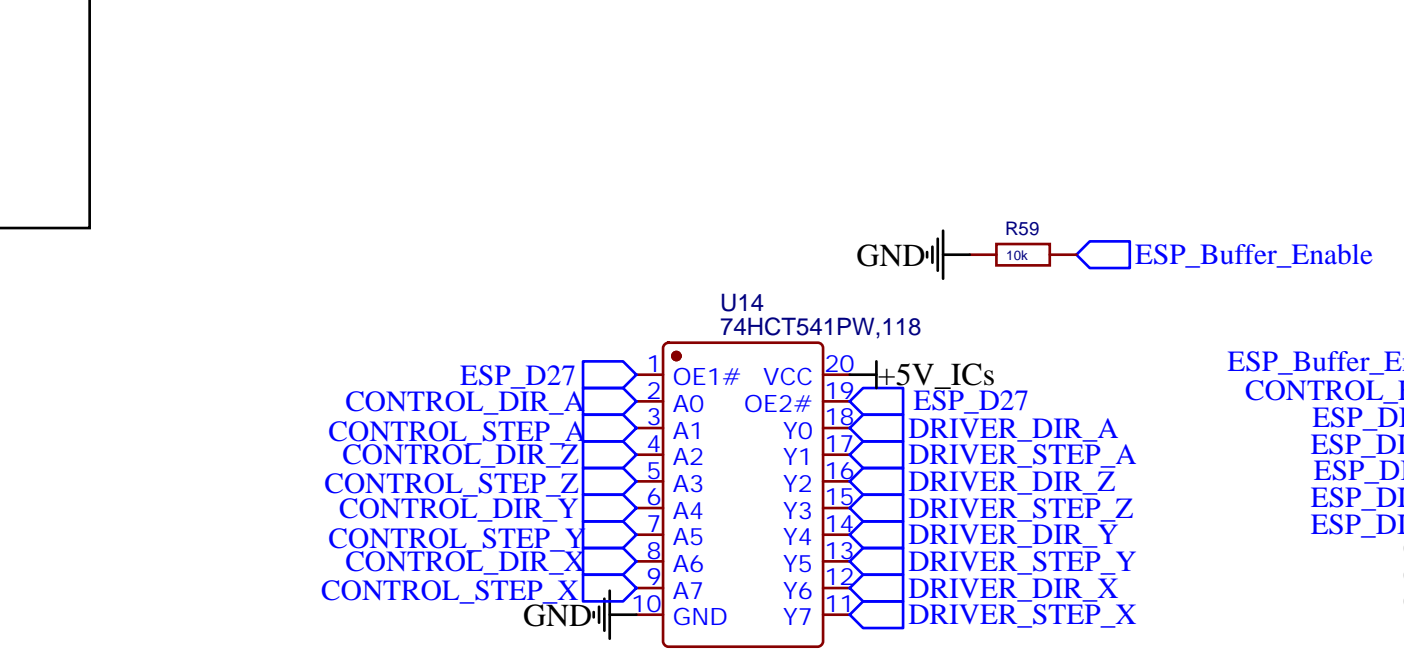 R59
GND 10k ESP_Buffer_Enable
U14
74HCT541PW,118
ESP_D27 1 OE1# VCC 20 +5V_ICs
CONTROL_DIR_A 2 A0 OE2# 19 ESP_D27
CONTROL_STEP_A 3 A1 Y0 18 DRIVER_DIR_A
CONTROL_DIR_Z 4 A2 Y1 17 DRIVER_STEP_A
CONTROL_STEP_Z 5 A3 Y2 16 DRIVER_DIR_Z
CONTROL_DIR_Y 6 A4 Y3 15 DRIVER_STEP_Z
CONTROL_STEP_Y 7 A5 Y4 14 DRIVER_DIR_Y
CONTROL_DIR_X 8 A6 Y5 13 DRIVER_STEP_Y
CONTROL_STEP_X 9 A7 Y6 12 DRIVER_DIR_X
GND 10 GND Y7 11 DRIVER_STEP_X